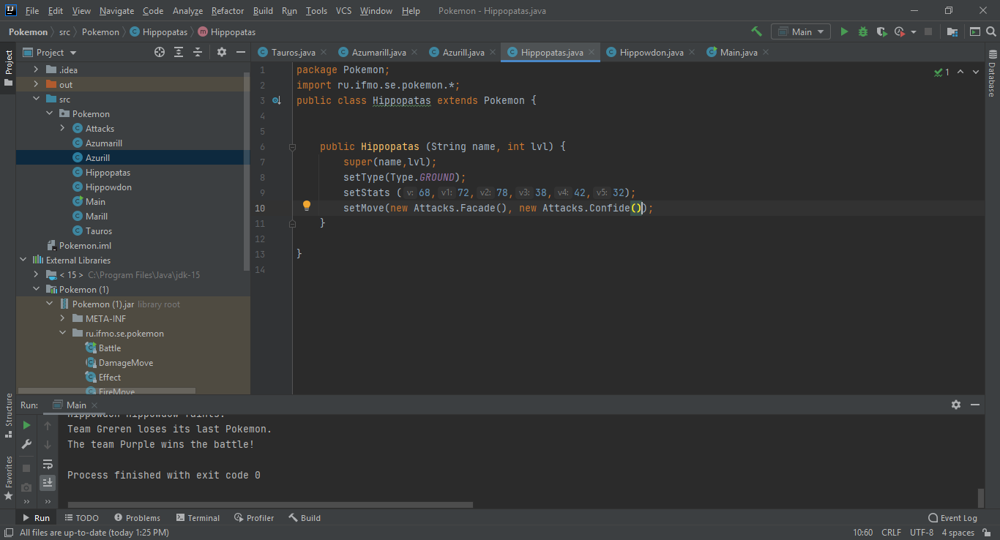 File Edit View Navigate Code Analyze Refactor Build Run Tools VCS Window Help Pokemon - Hippopatas.java
Pokemon src Pokemon Hippopatas Hippopatas Main
Project
Project
Tauros.java Azumarill.java Azurill.java Hippopatas.java Hippowdon.java Main.java
Database
.idea
out
src
Pokemon
Attacks
Azumarill
Azurill
Hippopatas
Hippowdon
Main
Marill
Tauros
Pokemon.iml
External Libraries
< 15 > C:\Program Files\Java\jdk-15
Pokemon (1)
Pokemon (1).jar library root
META-INF
ru.ifmo.se.pokemon
Battle
DamageMove
Effect
FireMove
1 package Pokemon; 1
2 import ru.ifmo.se.pokemon.*;
3 public class Hippopatas extends Pokemon {
4
5
6 public Hippopatas (String name, int lvl) {
7 super(name,lvl);
8 setType(Type.GROUND);
9 setStats ( v: 68, v1: 72, v2: 78, v3: 38, v4: 42, v5: 32);
10 setMove(new Attacks.Facade(), new Attacks.Confide());
11 }
12
13 }
14
Structure
Favorites
Run: Main
Hippowdon Hippowdow faints.
Team Greren loses its last Pokemon.
The team Purple wins the battle!
Process finished with exit code 0
Run TODO Problems Terminal Profiler Build Event Log
All files are up-to-date (today 1:25 PM) 10:60 CRLF UTF-8 4 spaces